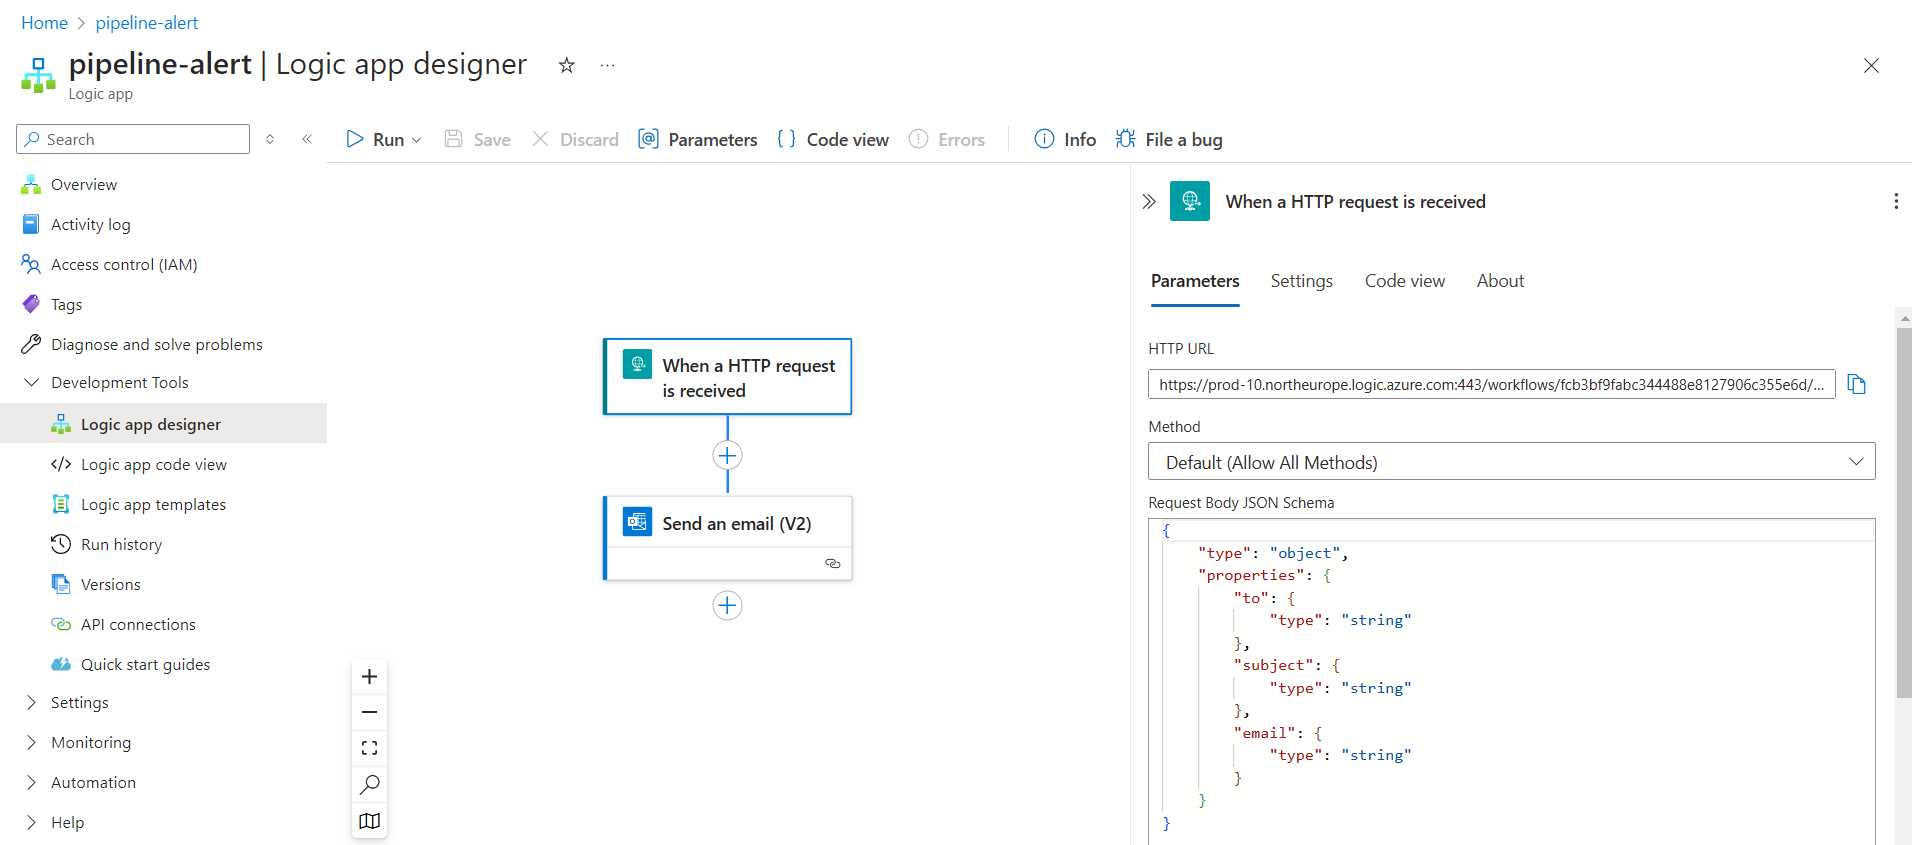 Home > pipeline-alert
pipeline-alert | Logic app designer
Logic app
Search
Run
Save
Discard
Parameters
Code view
Errors
Info
File a bug
Overview
Activity log
Access control (IAM)
Tags
Diagnose and solve problems
Development Tools
Logic app designer
Logic app code view
Logic app templates
Run history
Versions
API connections
Quick start guides
Settings
Monitoring
Automation
Help
When a HTTP request
is received
Send an email (V2)
When a HTTP request is received
Parameters
Settings
Code view
About
HTTP URL
https://prod-10.northeurope.logic.azure.com:443/workflows/fcb3bf9fabc344488e8127906c355e6d/...
Method
Default (Allow All Methods)
Request Body JSON Schema
{
"type": "object",
"properties": {
"to": {
"type": "string"
},
"subject": {
"type": "string"
},
"email": {
"type": "string"
}
}
}